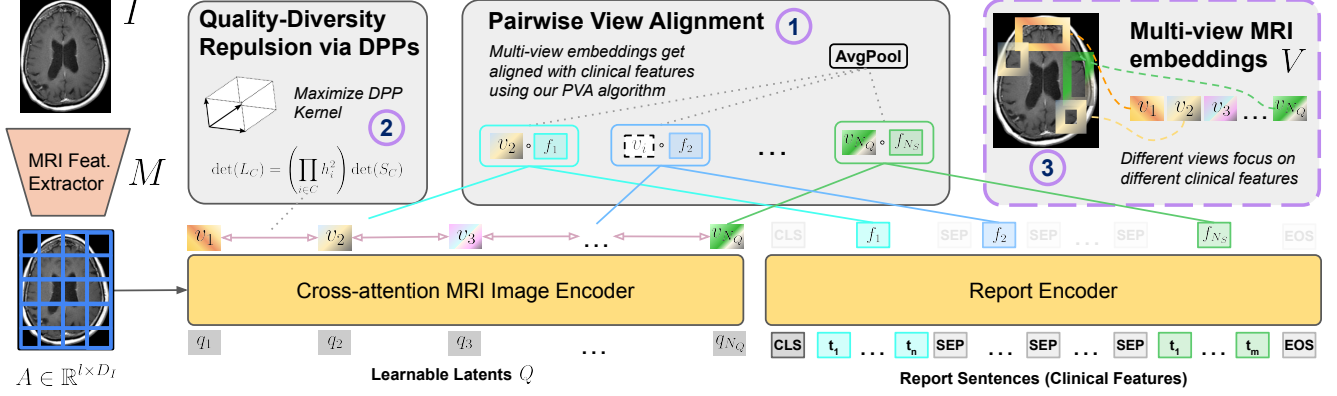 I
MRI Feat.
Extractor
M
A ∈ ℝ^{l×D_I}
Quality-Diversity
Repulsion via DPPs
Maximize DPP
Kernel
2
det(L_C) = (∏_{i∈C} h_i^2) det(S_C)
Pairwise View Alignment
1
Multi-view embeddings get
aligned with clinical features
using our PVA algorithm
AvgPool
v_2 ∘ f_1
v_i ∘ f_2
...
v_{N_Q} ∘ f_{N_S}
Multi-view MRI
embeddings V
v_1 v_2 v_3 ... v_{N_Q}
3
Different views focus on
different clinical features
v_1 v_2 v_3 ... v_{N_Q}
CLS f_1 SEP f_2 SEP ... SEP f_{N_S} EOS
Cross-attention MRI Image Encoder
Report Encoder
q_1 q_2 q_3 ... q_{N_Q}
CLS t_1 ... t_n SEP ... SEP ... SEP t_1 ... t_m EOS
Learnable Latents Q
Report Sentences (Clinical Features)